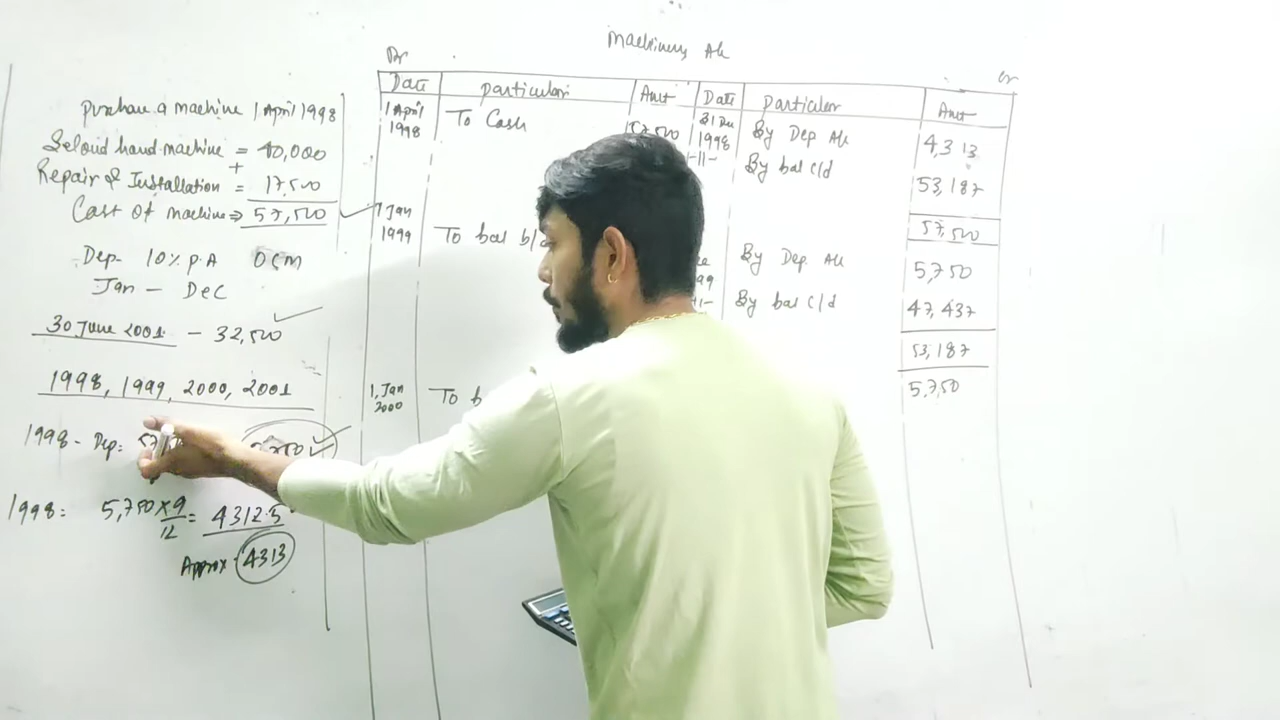 Machinery A/c
Dr
Cr
Date Particulars Amt Date Particular Amt
Purchase a machine 1 April 1998
Second hand machine = 40,000
+
Repair & Installation = 17,500
Cost of machine ⇒ 57,500
Dep- 10% p.A OCM
Jan - Dec
30 June 2001 - 32,500
1998, 1999, 2000, 2001
1998 - Dep:
1998: 5,750 × 9/12 = 4312.5
Approx 4313
1 April 1998 To Cash 57,500 31 Dec 1998 By Dep A/c 4,313
-11- By bal c/d 53,187
57,500
1 Jan 1999 To bal b/d By Dep A/c 5,750
By bal c/d 47,437
53,187
1, Jan 2000 To b 5,750